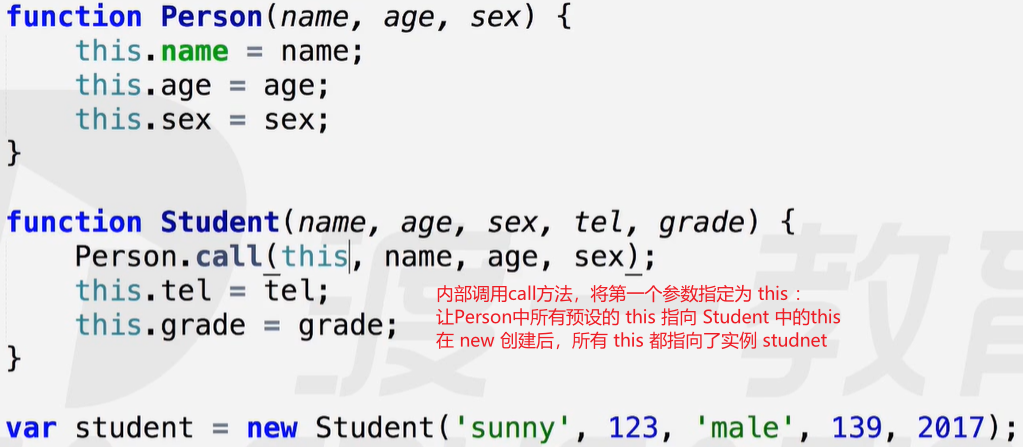 function Person(name, age, sex) {
    this.name = name;
    this.age = age;
    this.sex = sex;
}
function Student(name, age, sex, tel, grade) {
    Person.call(this, name, age, sex);
    this.tel = tel;
    this.grade = grade;
}
内部调用call方法，将第一个参数指定为 this ：
让Person中所有预设的 this 指向 Student 中的this
在 new 创建后，所有 this 都指向了实例 studnet
var student = new Student('sunny', 123, 'male', 139, 2017);
渡 教育